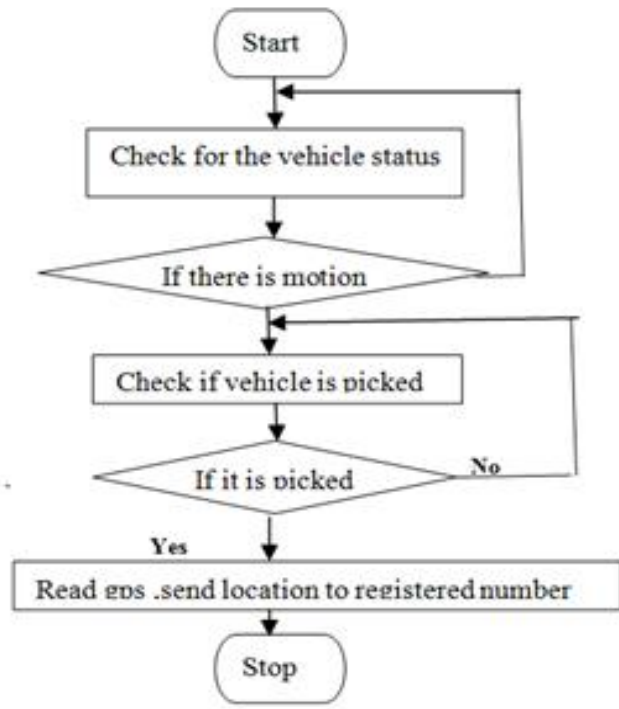 Start
Check for the vehicle status
If there is motion
Check if vehicle is picked
If it is picked
No
Yes
Read gps .send location to registered number
Stop